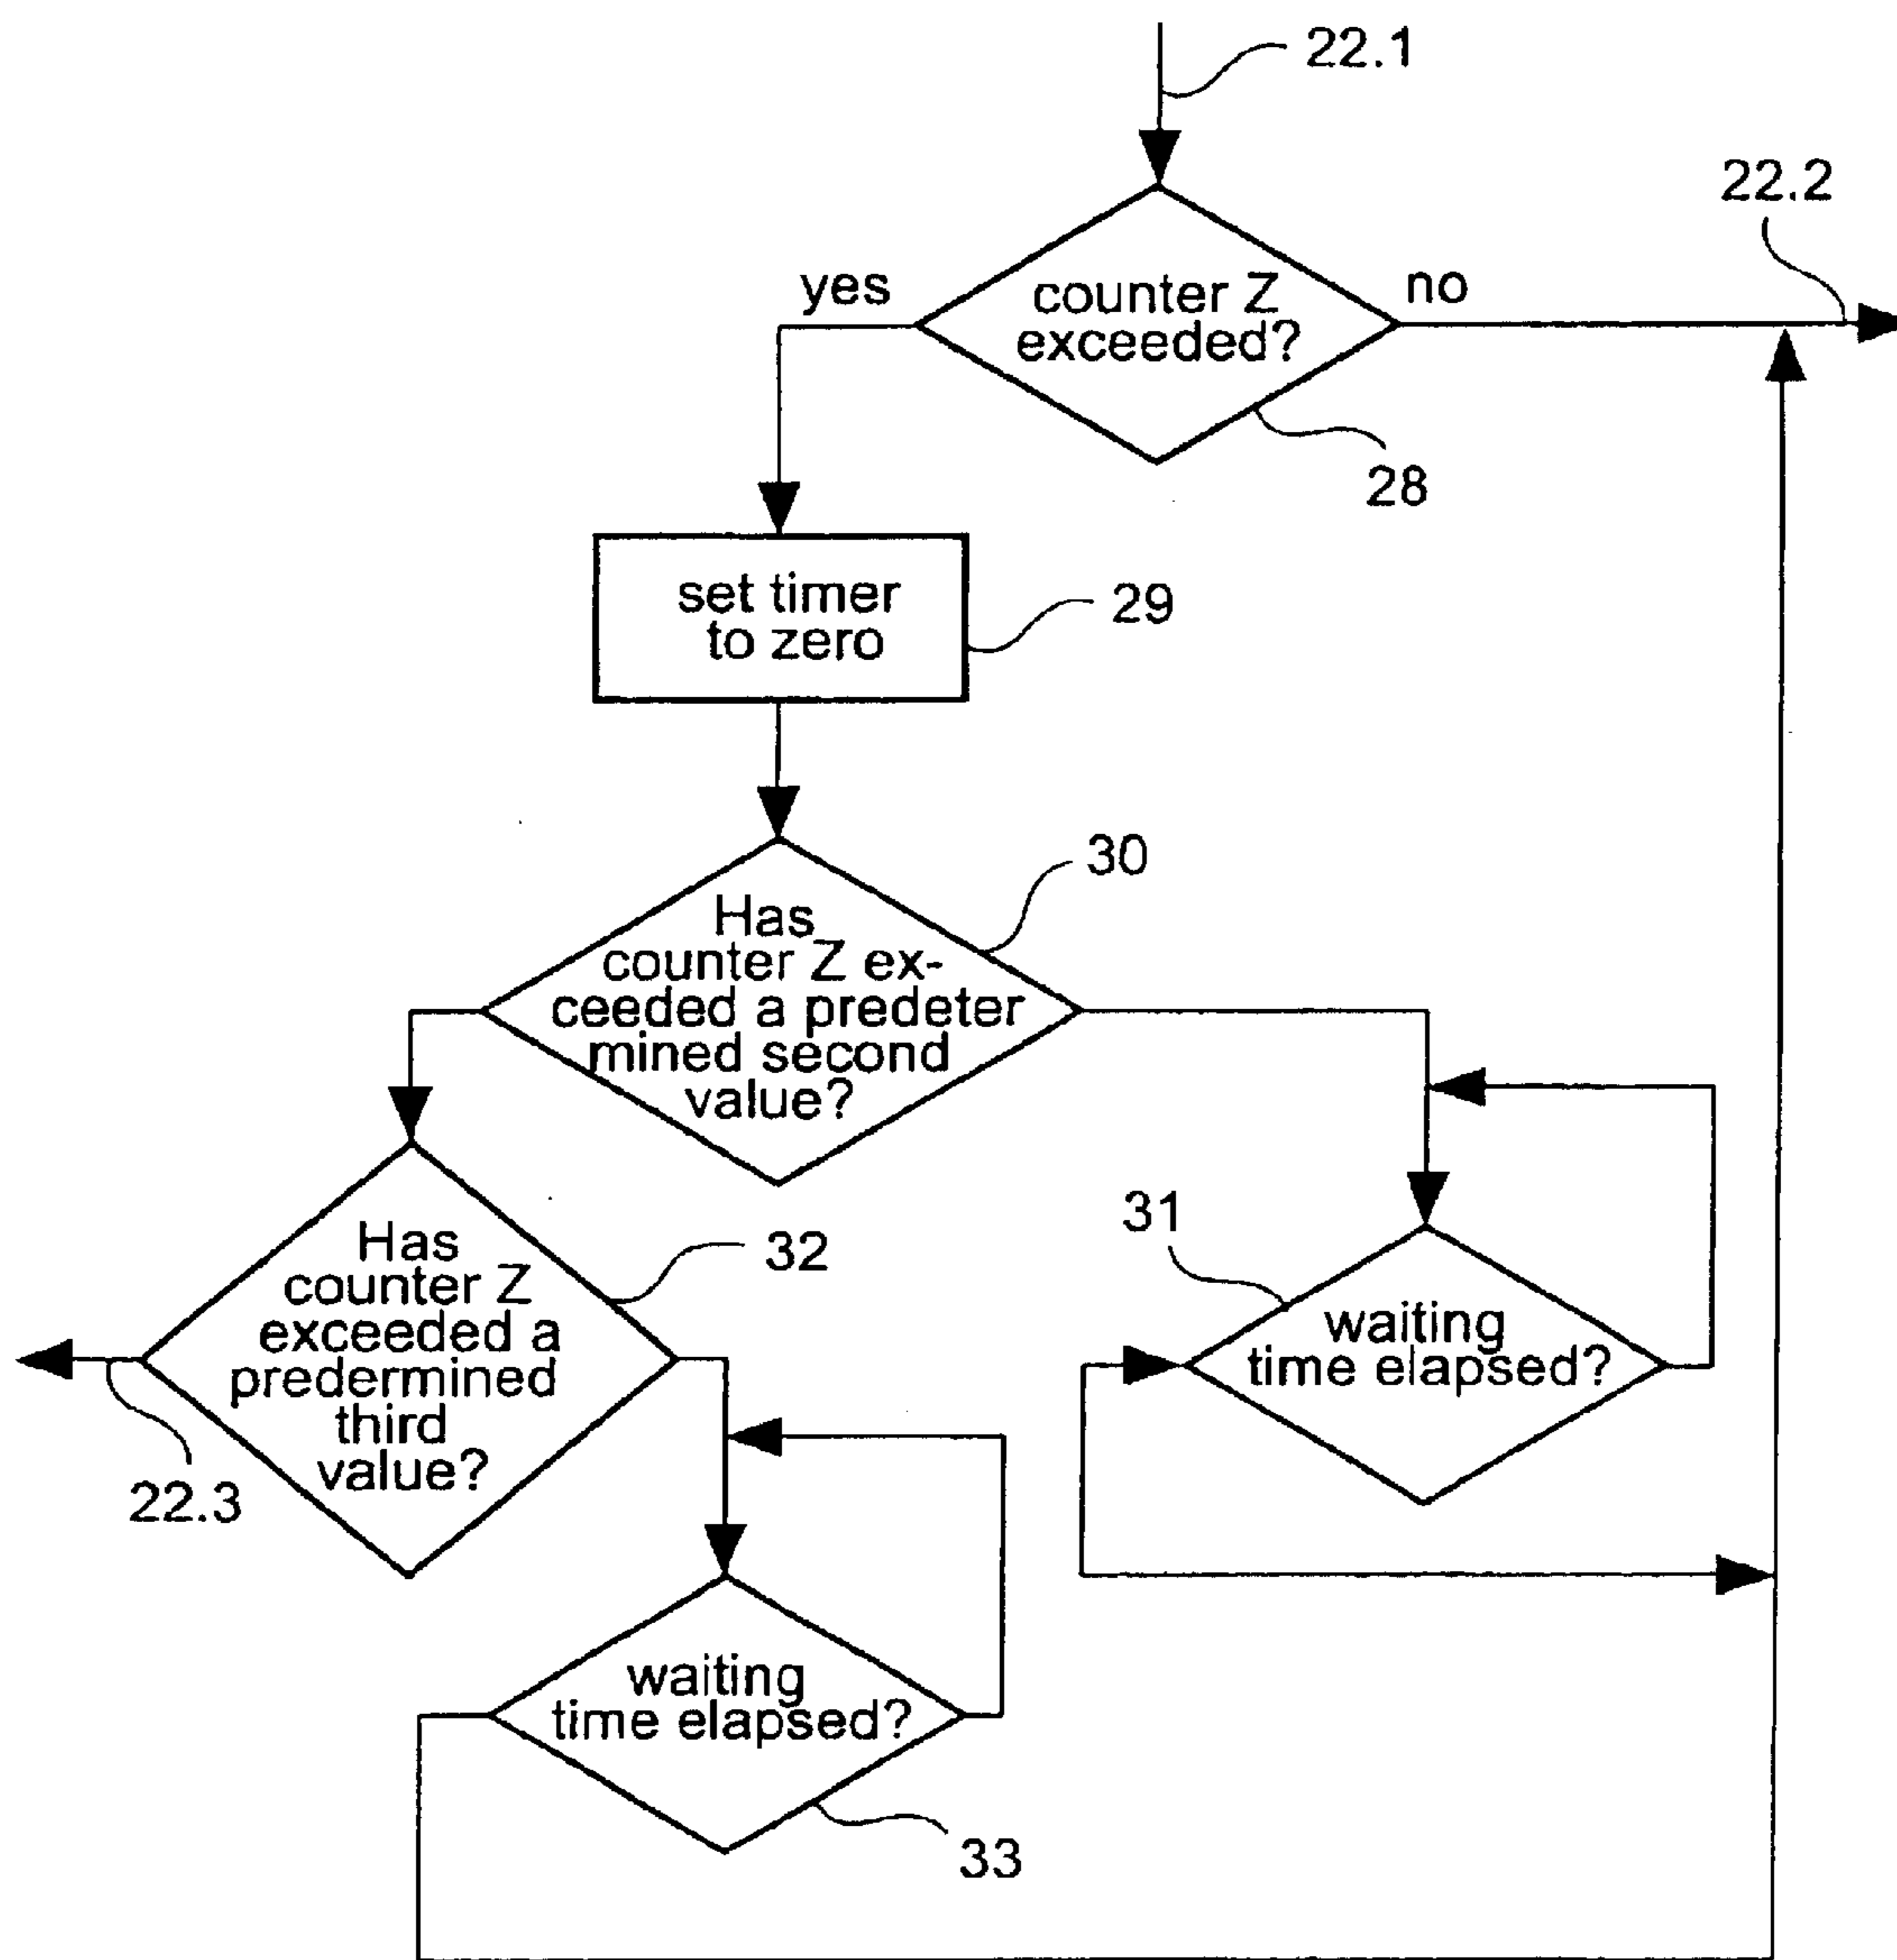 22.1
22.2
yes
no
counter Z
exceeded?
28
set timer
to zero
29
30
Has
counter Z ex-
ceeded a predeter
mined second
value?
31
32
Has
counter Z
exceeded a
predermined
third
value?
waiting
time elapsed?
22.3
waiting
time elapsed?
33